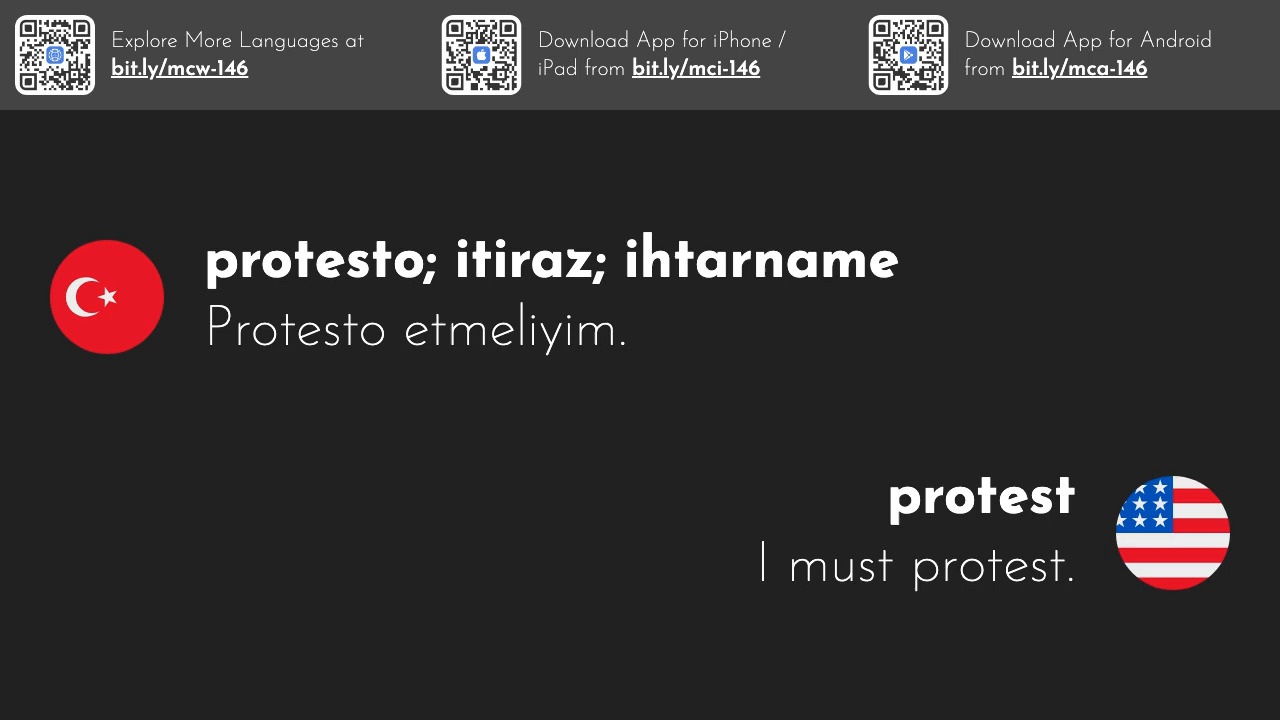 Explore More Languages at
bit.ly/mcw-146
Download App for iPhone /
iPad from bit.ly/mci-146
Download App for Android
from bit.ly/mca-146
protesto; itiraz; ihtarname
Protesto etmeliyim.
protest
I must protest.